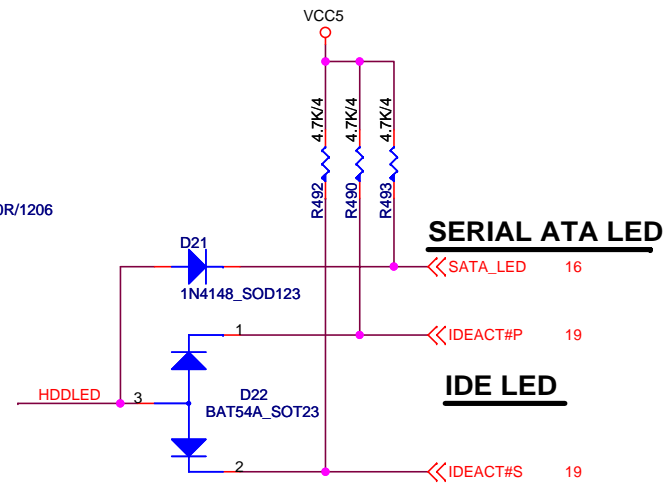 VCC5
4.7K/4
4.7K/4
4.7K/4
R492
R490
R493
0R/1206
SERIAL ATA LED
D21
SATA_LED 16
1N4148_SOD123
1
IDEACT#P 19
IDE LED
HDDLED
3
D22
BAT54A_SOT23
2
IDEACT#S 19